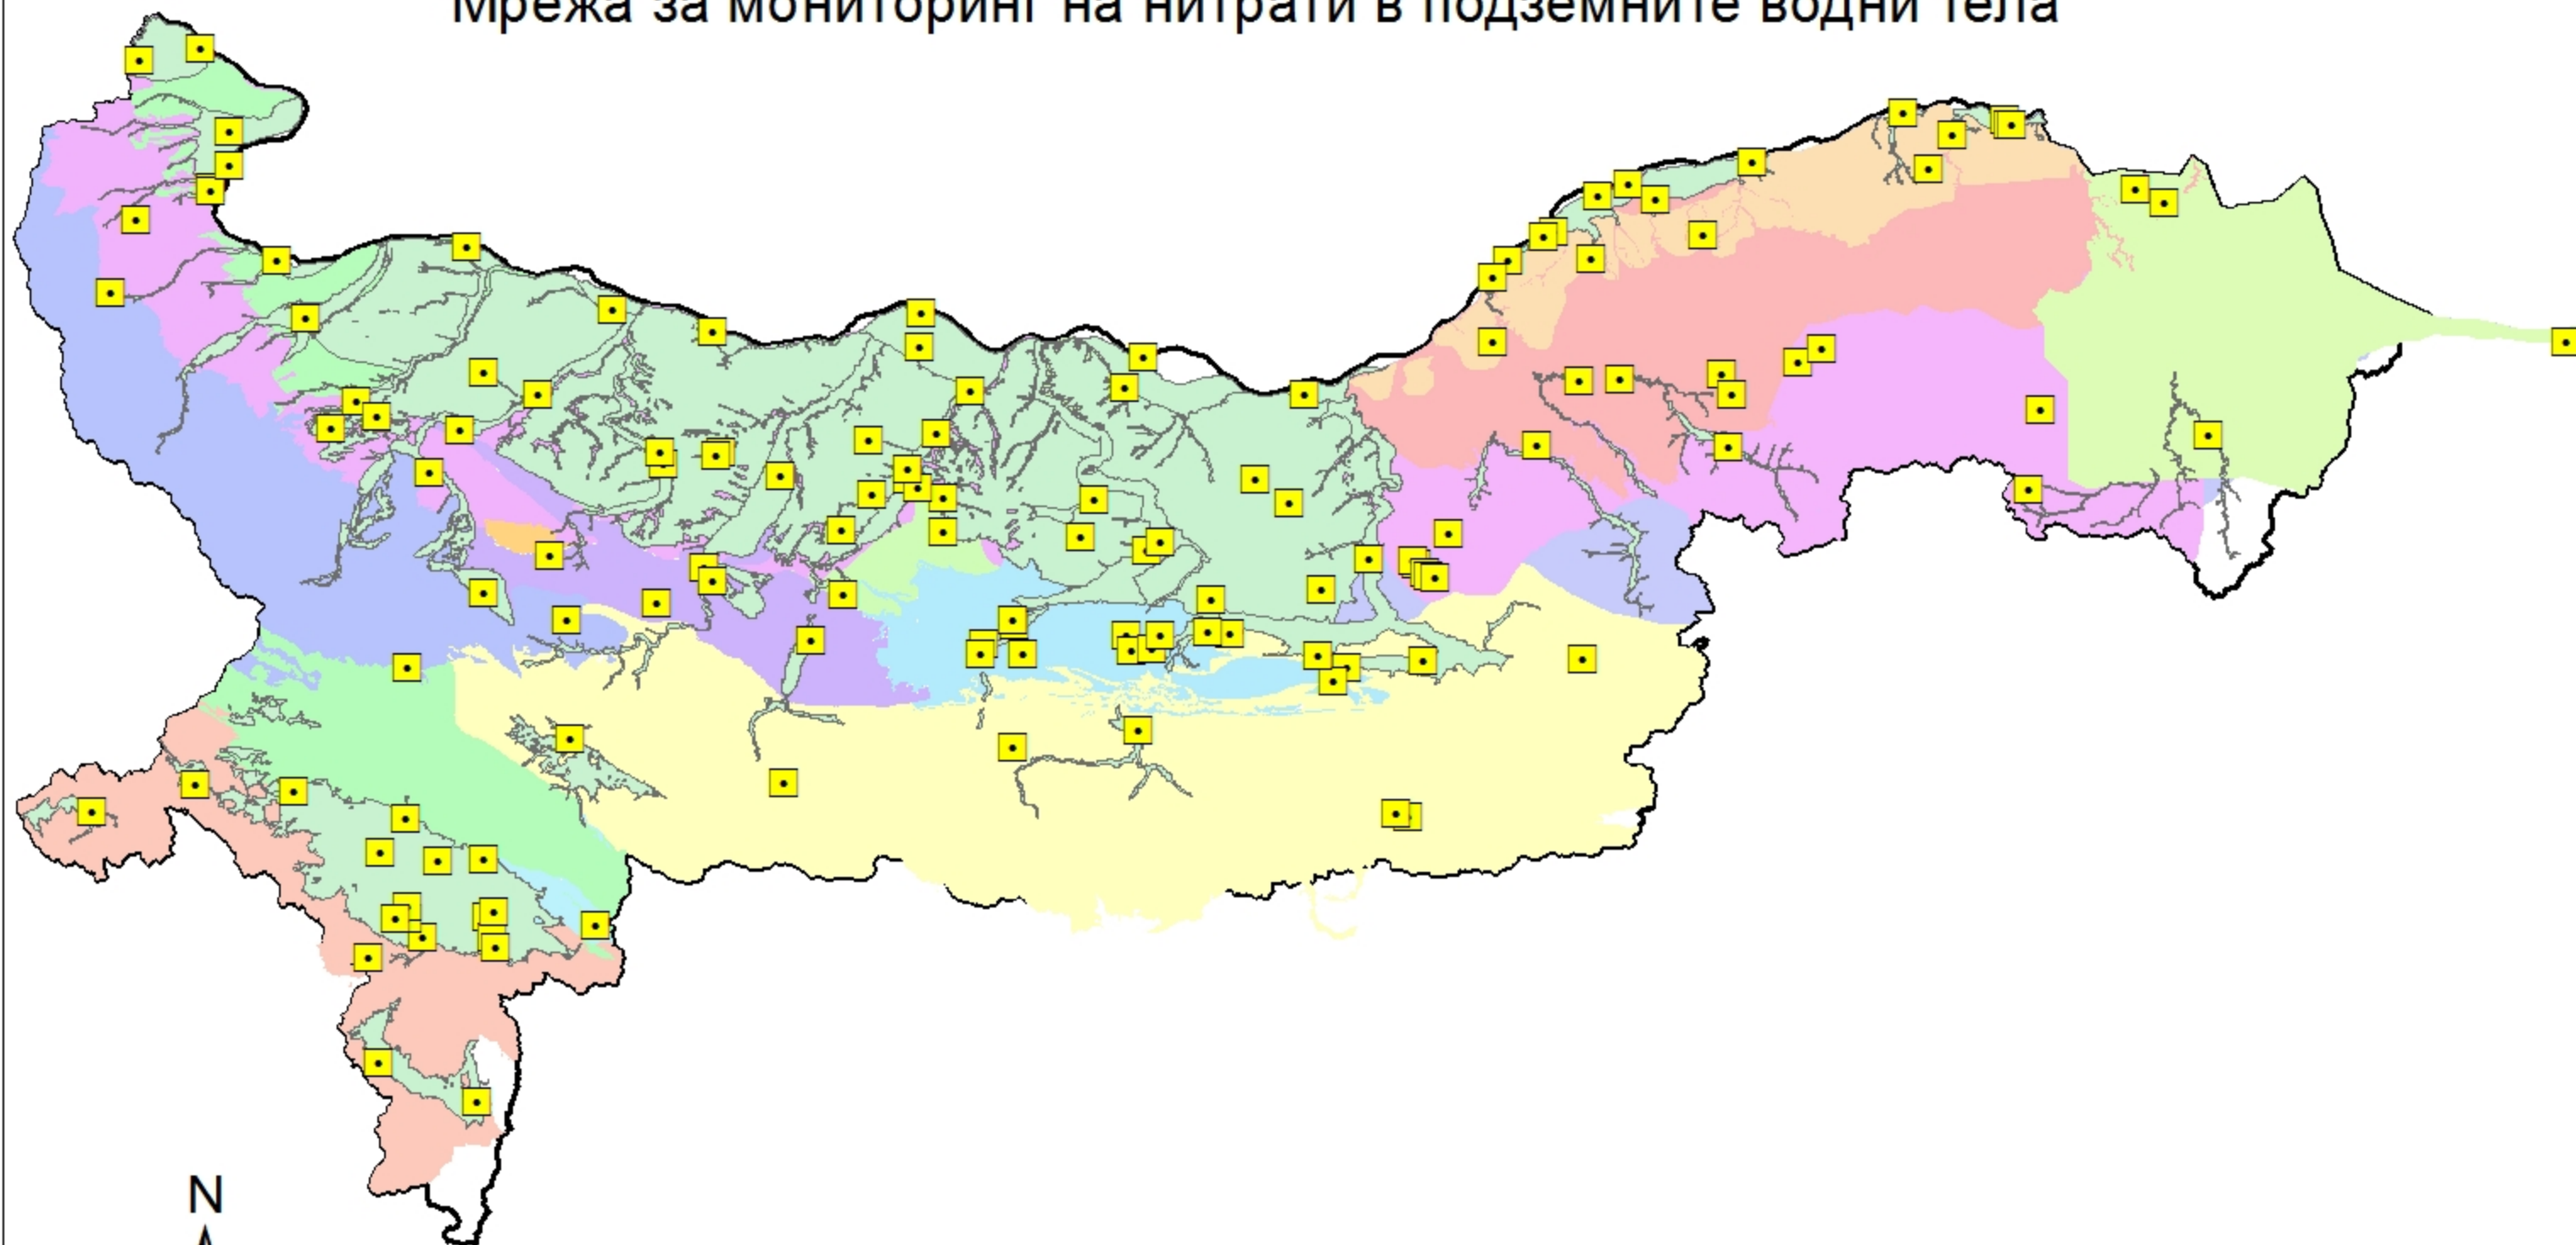 Мрежа за мониторинг на нитрати в подземните водни тела
N